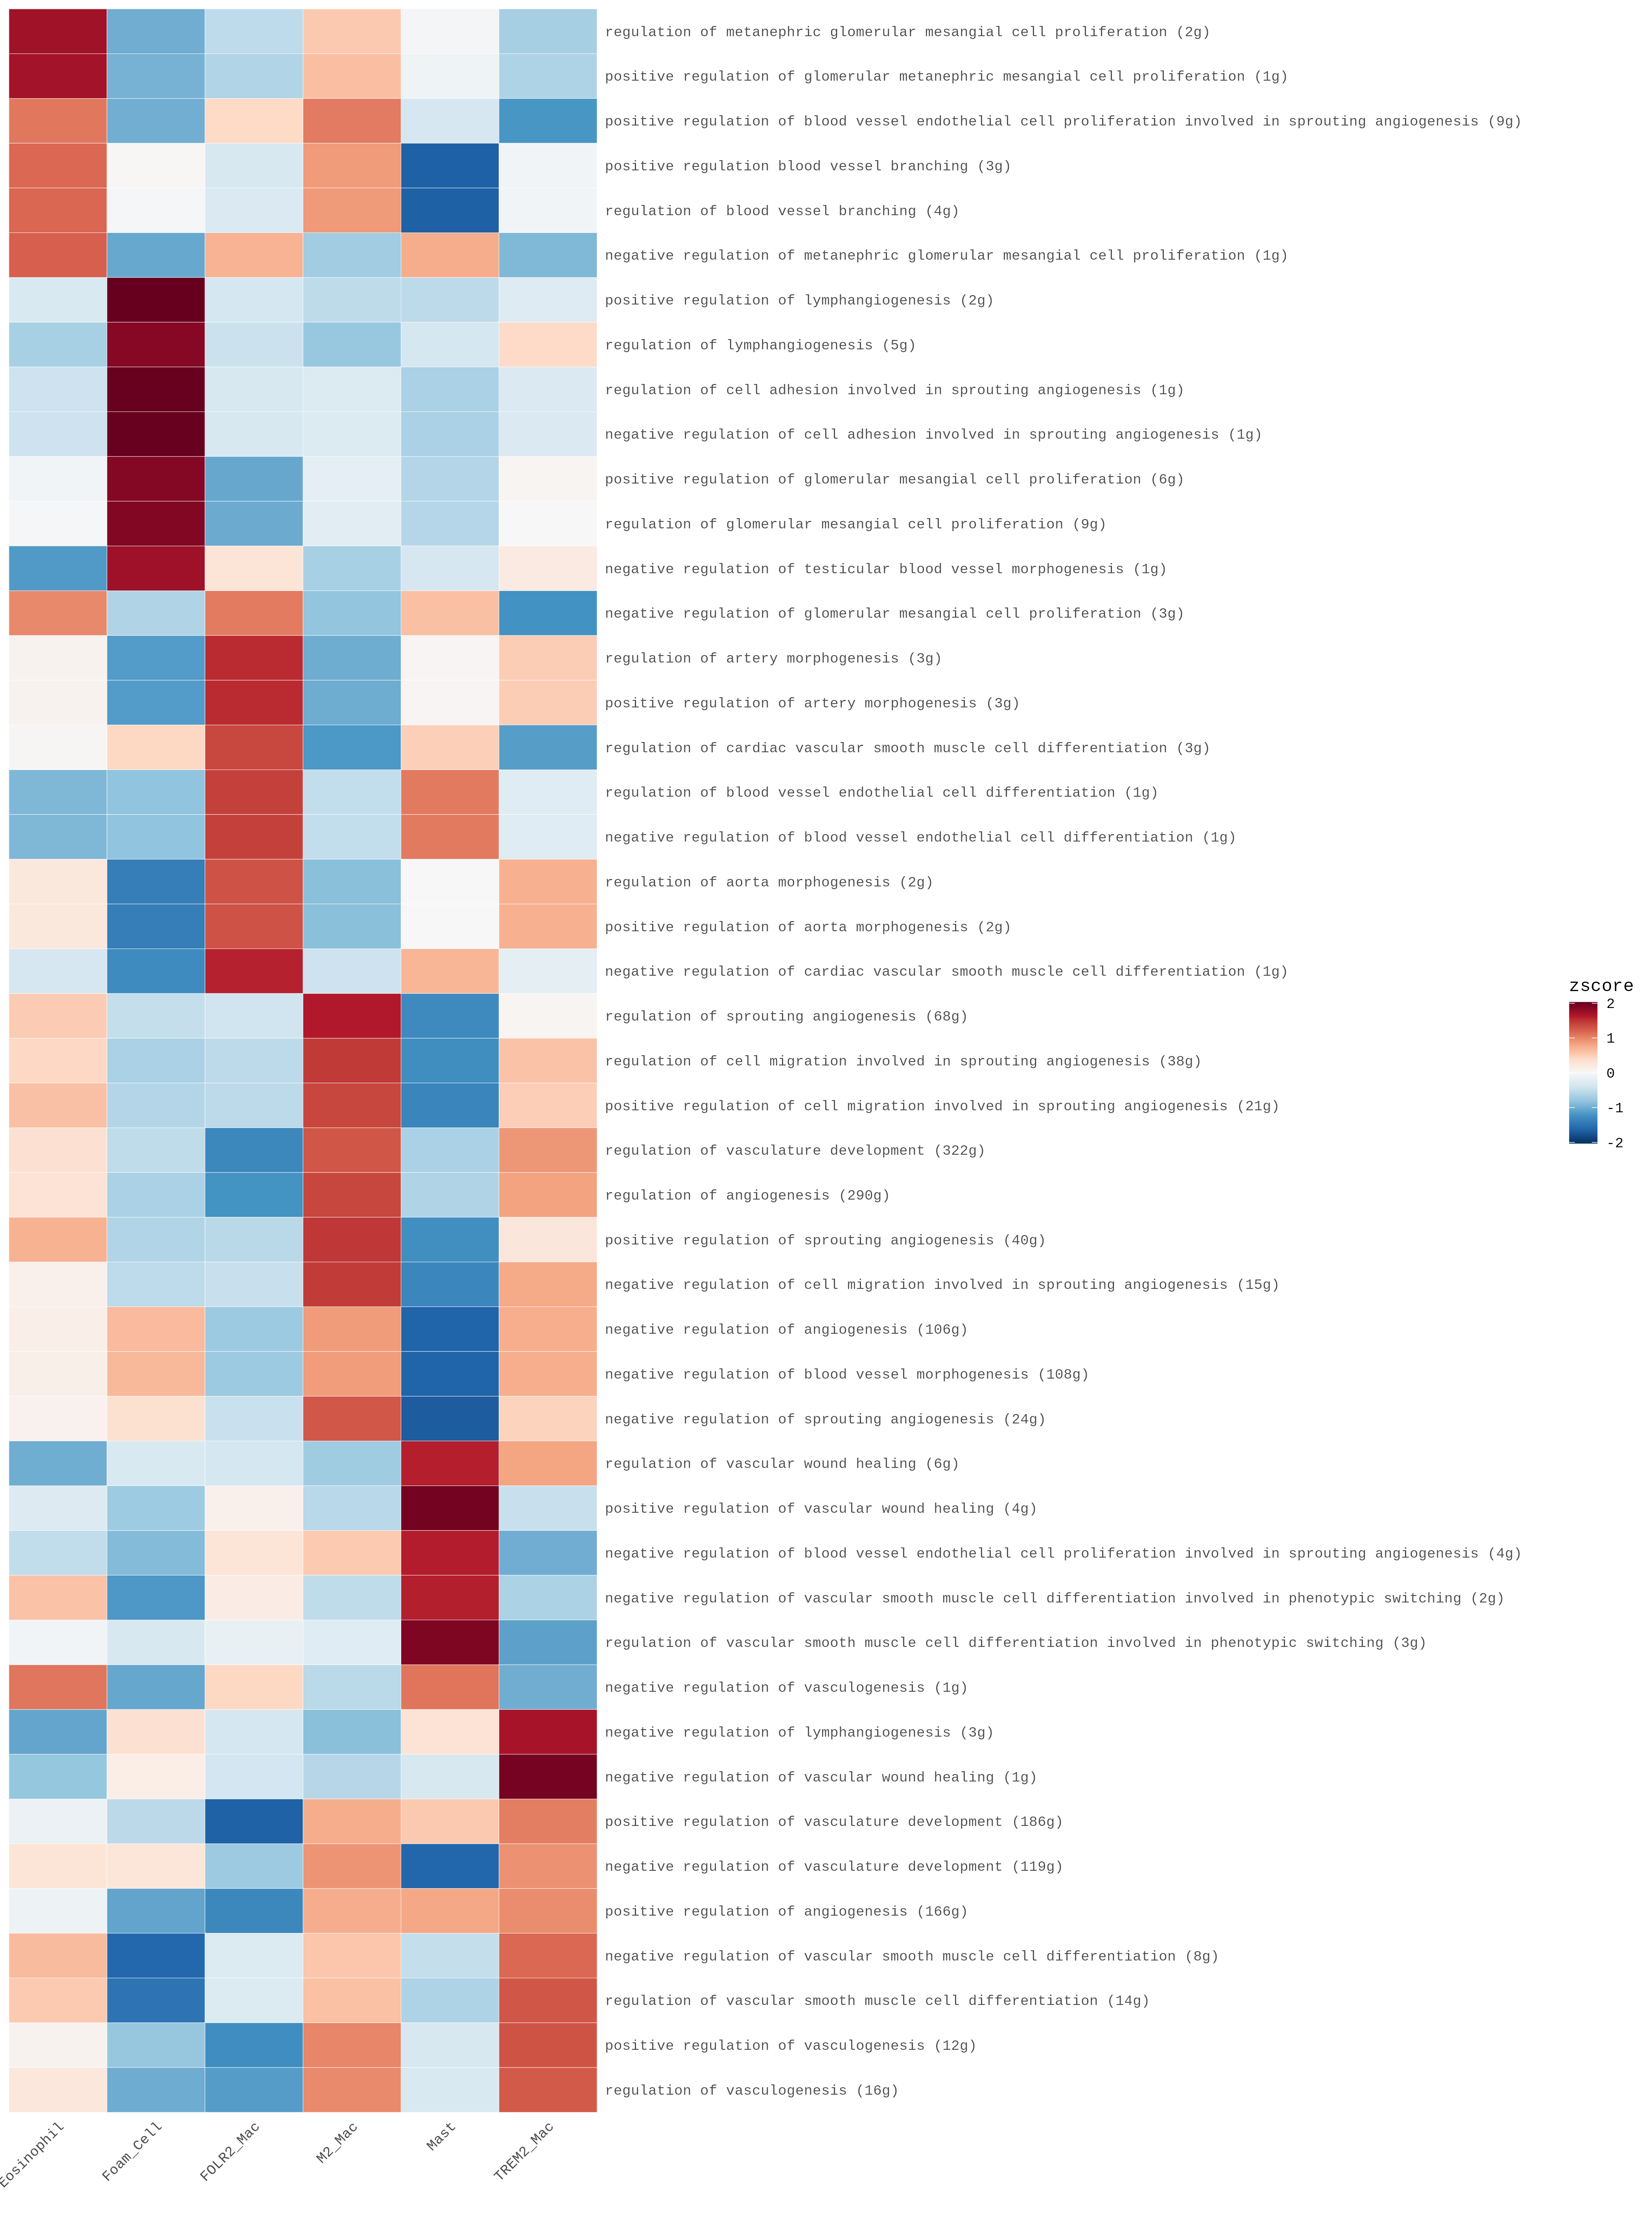 regulation of metanephric glomerular mesangial cell proliferation (2g)
positive regulation of glomerular metanephric mesangial cell proliferation (1g)
positive regulation of blood vessel endothelial cell proliferation involved in sprouting angiogenesis (9g)
positive regulation blood vessel branching (3g)
regulation of blood vessel branching (4g)
negative regulation of metanephric glomerular mesangial cell proliferation (1g)
positive regulation of lymphangiogenesis (2g)
regulation of lymphangiogenesis (5g)
regulation of cell adhesion involved in sprouting angiogenesis (1g)
negative regulation of cell adhesion involved in sprouting angiogenesis (1g)
positive regulation of glomerular mesangial cell proliferation (6g)
regulation of glomerular mesangial cell proliferation (9g)
negative regulation of testicular blood vessel morphogenesis (1g)
negative regulation of glomerular mesangial cell proliferation (3g)
regulation of artery morphogenesis (3g)
positive regulation of artery morphogenesis (3g)
regulation of cardiac vascular smooth muscle cell differentiation (3g)
regulation of blood vessel endothelial cell differentiation (1g)
negative regulation of blood vessel endothelial cell differentiation (1g)
regulation of aorta morphogenesis (2g)
positive regulation of aorta morphogenesis (2g)
negative regulation of cardiac vascular smooth muscle cell differentiation (1g)
regulation of sprouting angiogenesis (68g)
regulation of cell migration involved in sprouting angiogenesis (38g)
positive regulation of cell migration involved in sprouting angiogenesis (21g)
regulation of vasculature development (322g)
regulation of angiogenesis (290g)
positive regulation of sprouting angiogenesis (40g)
negative regulation of cell migration involved in sprouting angiogenesis (15g)
negative regulation of angiogenesis (106g)
negative regulation of blood vessel morphogenesis (108g)
negative regulation of sprouting angiogenesis (24g)
regulation of vascular wound healing (6g)
positive regulation of vascular wound healing (4g)
negative regulation of blood vessel endothelial cell proliferation involved in sprouting angiogenesis (4g)
negative regulation of vascular smooth muscle cell differentiation involved in phenotypic switching (2g)
regulation of vascular smooth muscle cell differentiation involved in phenotypic switching (3g)
negative regulation of vasculogenesis (1g)
negative regulation of lymphangiogenesis (3g)
negative regulation of vascular wound healing (1g)
positive regulation of vasculature development (186g)
negative regulation of vasculature development (119g)
positive regulation of angiogenesis (166g)
negative regulation of vascular smooth muscle cell differentiation (8g)
regulation of vascular smooth muscle cell differentiation (14g)
positive regulation of vasculogenesis (12g)
regulation of vasculogenesis (16g)
Eosinophil
Foam_Cell
FOLR2_Mac
M2_Mac
Mast
TREM2_Mac
zscore
2
1
0
-1
-2